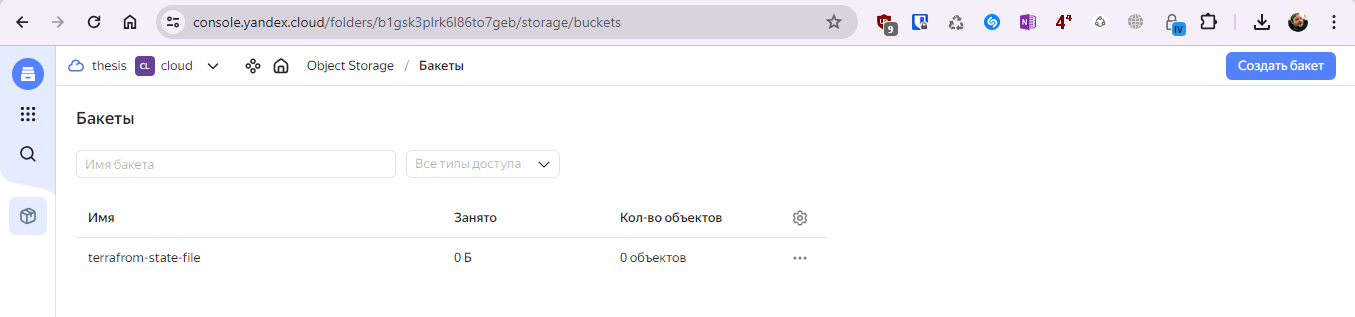 console.yandex.cloud/folders/b1gsk3plrk6l86to7geb/storage/buckets
9
4⁴
IV
thesis CL cloud Object Storage / Бакеты
Создать бакет
Бакеты
Имя бакета Все типы доступа
Имя Занято Кол-во объектов
terrafrom-state-file 0 Б 0 объектов